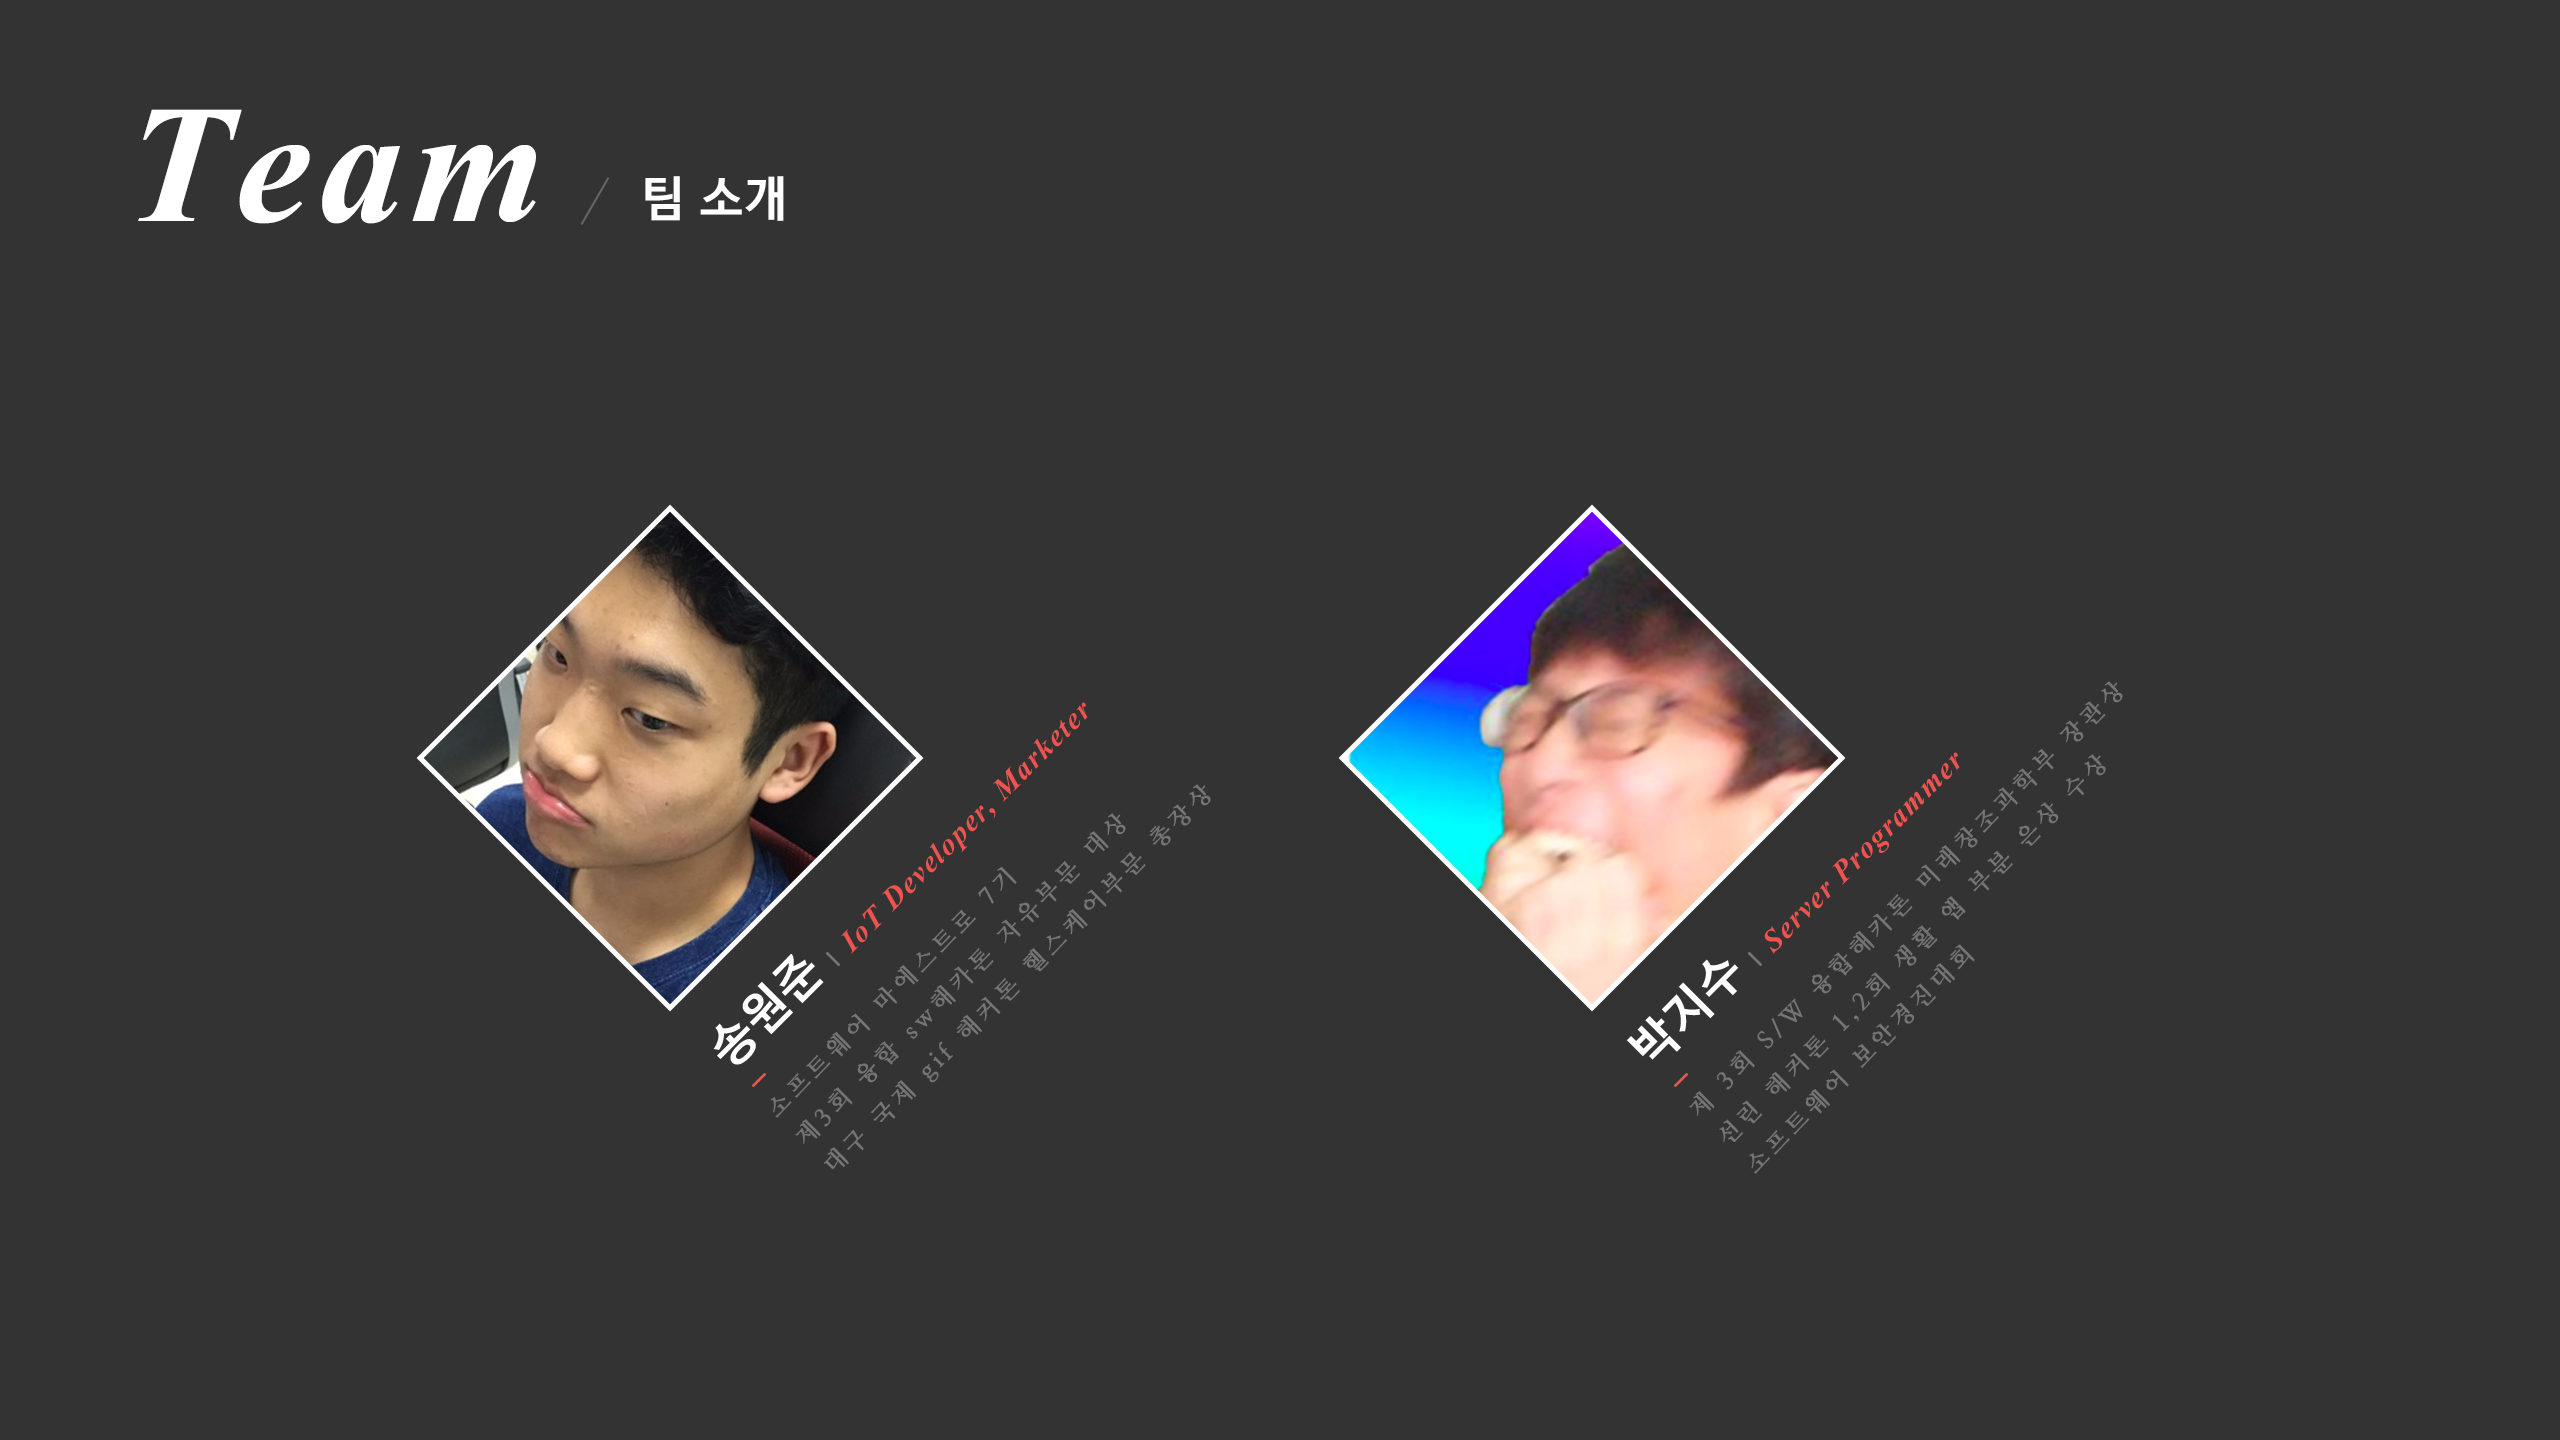 Team / 팀 소개
송원준 | IoT Developer, Marketer
소프트웨어 마에스트로 7기
제3회 융합 sw해카톤 자유부문 대상
대구 국제 gif 해커톤 헬스케어부문 총장상
박지수 | Server Programmer
제 3회 S/W 융합해카톤 미래창조과학부 장관상
선린 해커톤 1,2회 생활 앱 부분 은상 수상
소프트웨어 보안경진대회